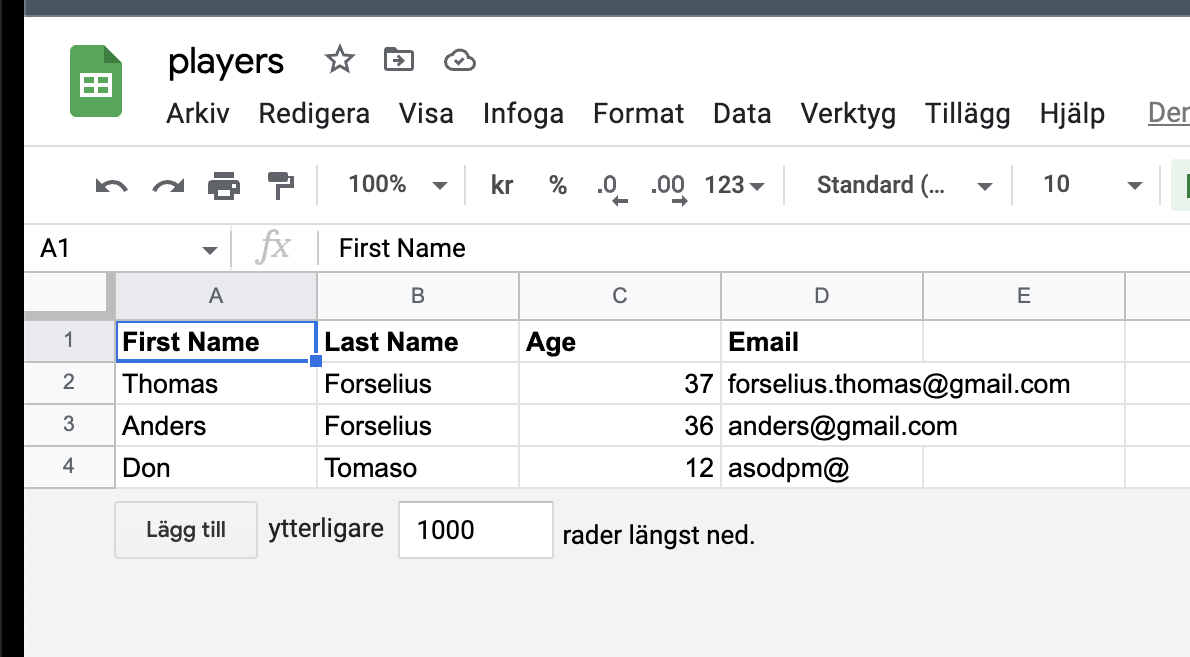 players
Arkiv Redigera Visa Infoga Format Data Verktyg Tillägg Hjälp
100% kr % .0 .00 123 Standard (... 10
A1 fx First Name
A B C D E
1 First Name Last Name Age Email
2 Thomas Forselius 37 forselius.thomas@gmail.com
3 Anders Forselius 36 anders@gmail.com
4 Don Tomaso 12 asodpm@
Lägg till ytterligare 1000 rader längst ned.